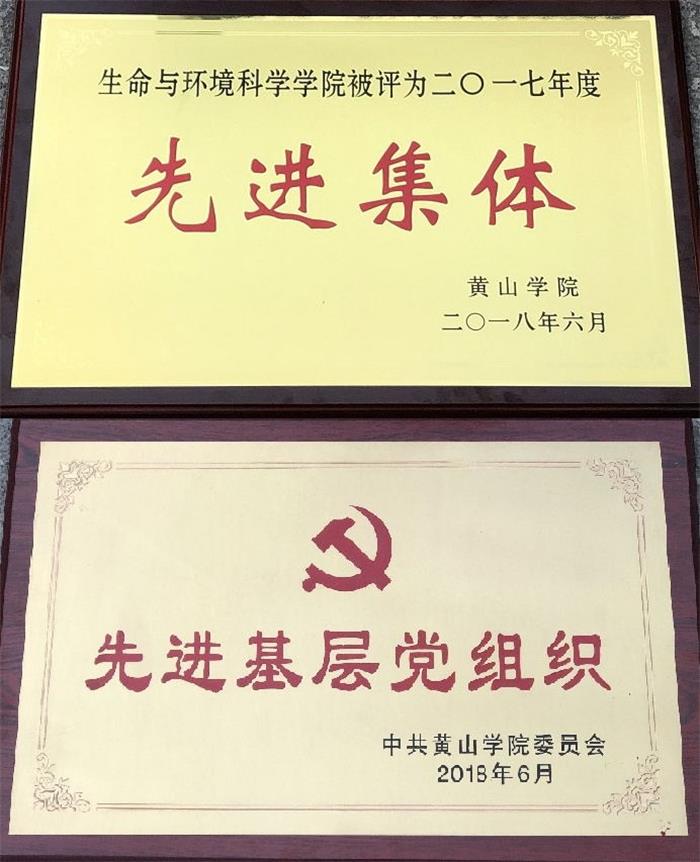 生命与环境科学学院被评为二〇一七年度
先进集体
黄山学院
二〇一八年六月
先进基层党组织
中共黄山学院委员会
2018年6月